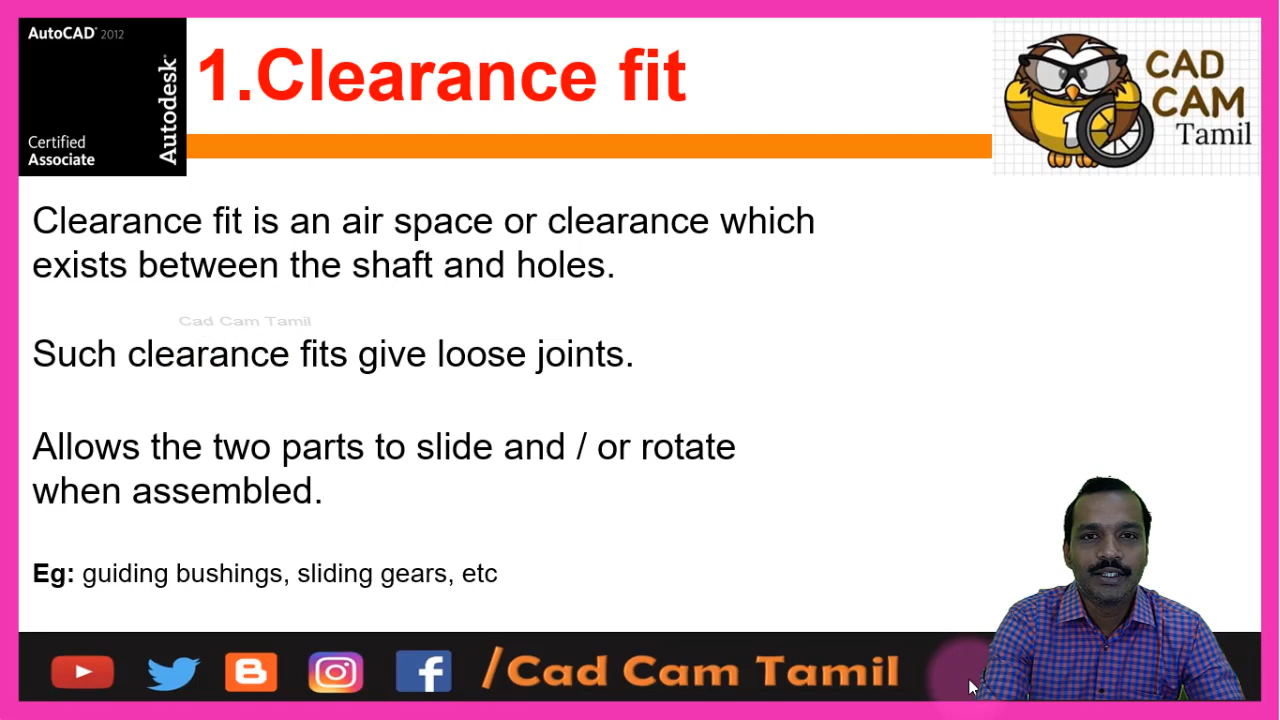 AutoCAD® 2012
Autodesk®
Certified
Associate
1.Clearance fit
CAD
CAM
Tamil
1
Clearance fit is an air space or clearance which
exists between the shaft and holes.
Cad Cam Tamil
Such clearance fits give loose joints.
Allows the two parts to slide and / or rotate
when assembled.
Eg: guiding bushings, sliding gears, etc
/Cad Cam Tamil